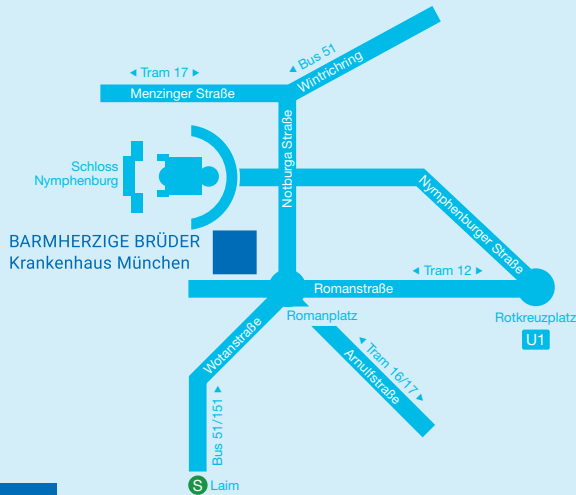 ◄ Bus 51
Wintrichring
◄ Tram 17 ►
Menzinger Straße
Notburga Straße
Schloss
Nymphenburg
Nymphenburger Straße
BARMHERZIGE BRÜDER
Krankenhaus München
◄ Tram 12 ►
Romanstraße
Romanplatz
Rotkreuzplatz
U1
Wotanstraße
◄ Tram 16/17 ►
Arnulfstraße
Bus 51/151 ►
S Laim